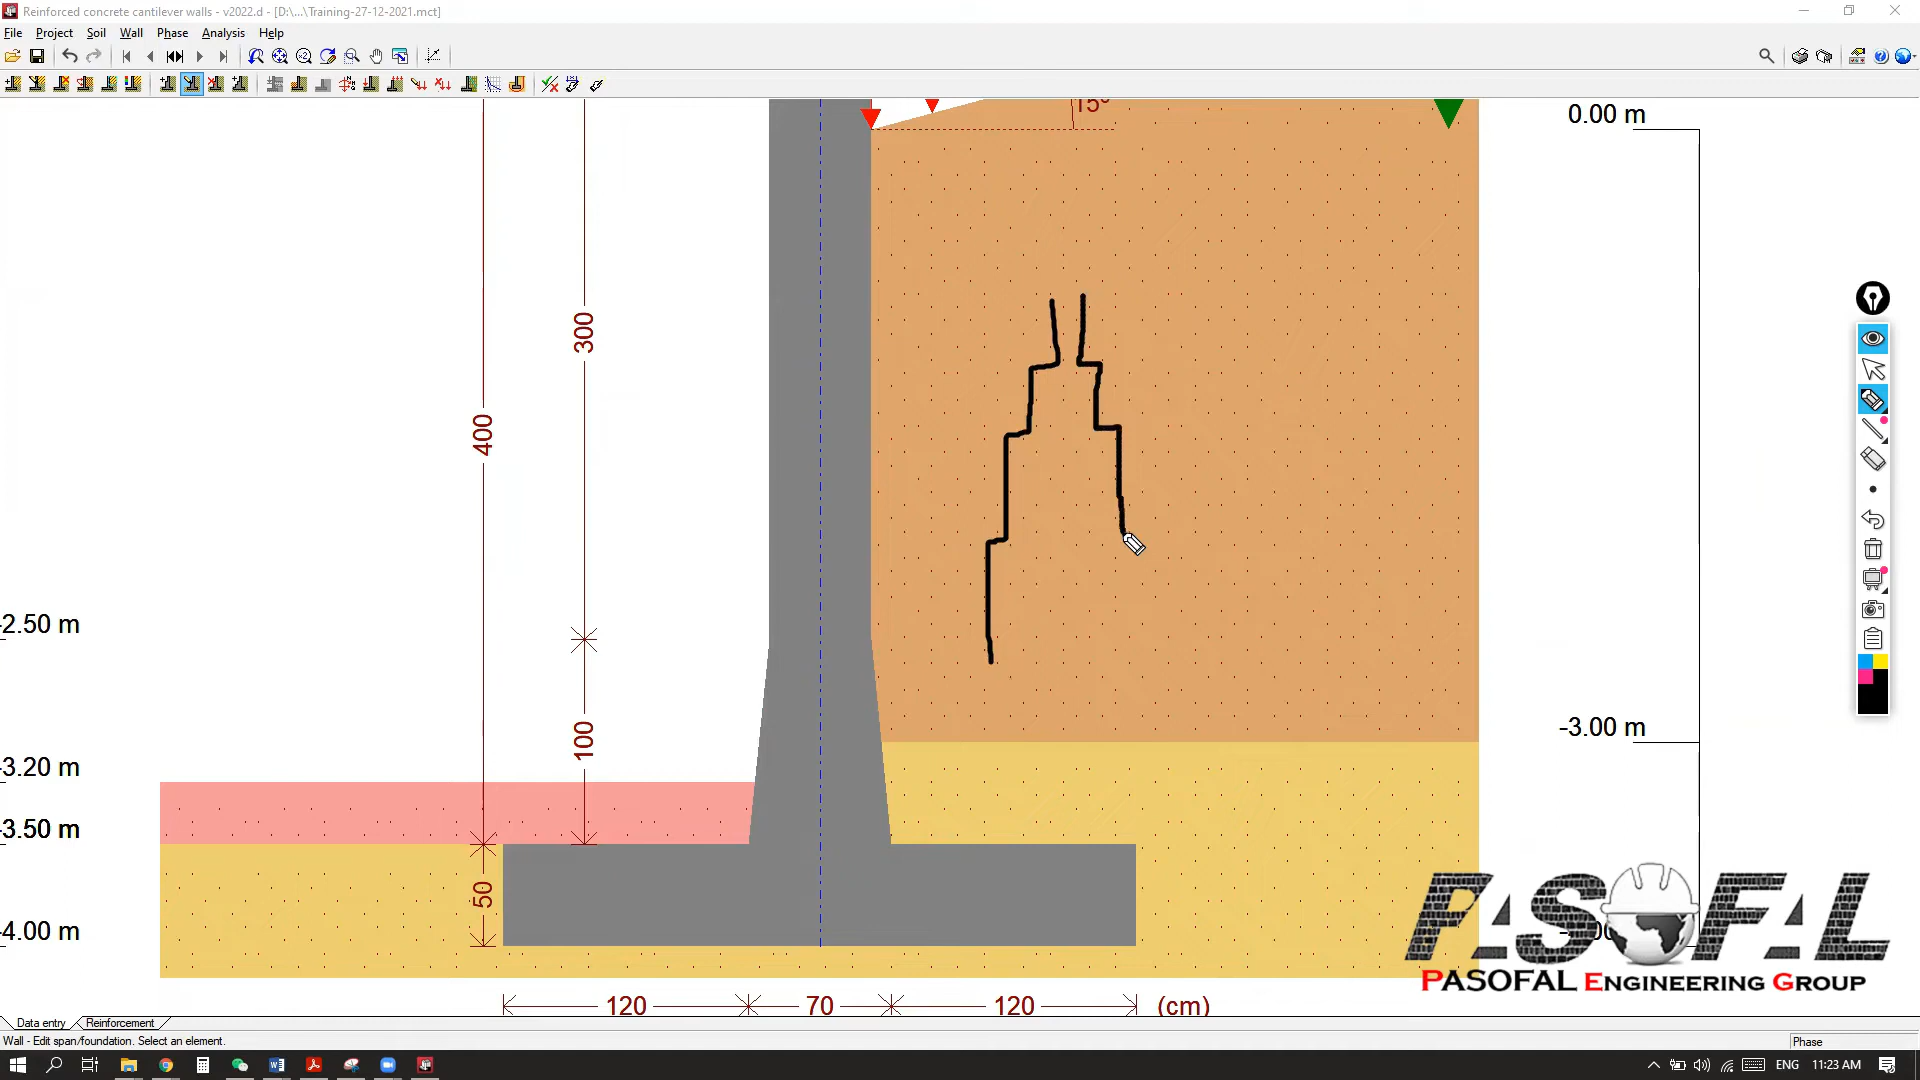 Reinforced concrete cantilever walls - v2022.d - [D:\...\Training-27-12-2021.mct]
File Project Soil Wall Phase Analysis Help
15º
0.00 m
300
400
-2.50 m
100
-3.00 m
-3.20 m
-3.50 m
50
-4.00 m
PASOFAL
PASOFAL ENGINEERING GROUP
120 70 120 (cm)
Data entry Reinforcement
Wall - Edit span/foundation. Select an element.
Phase
ENG 11:23 AM